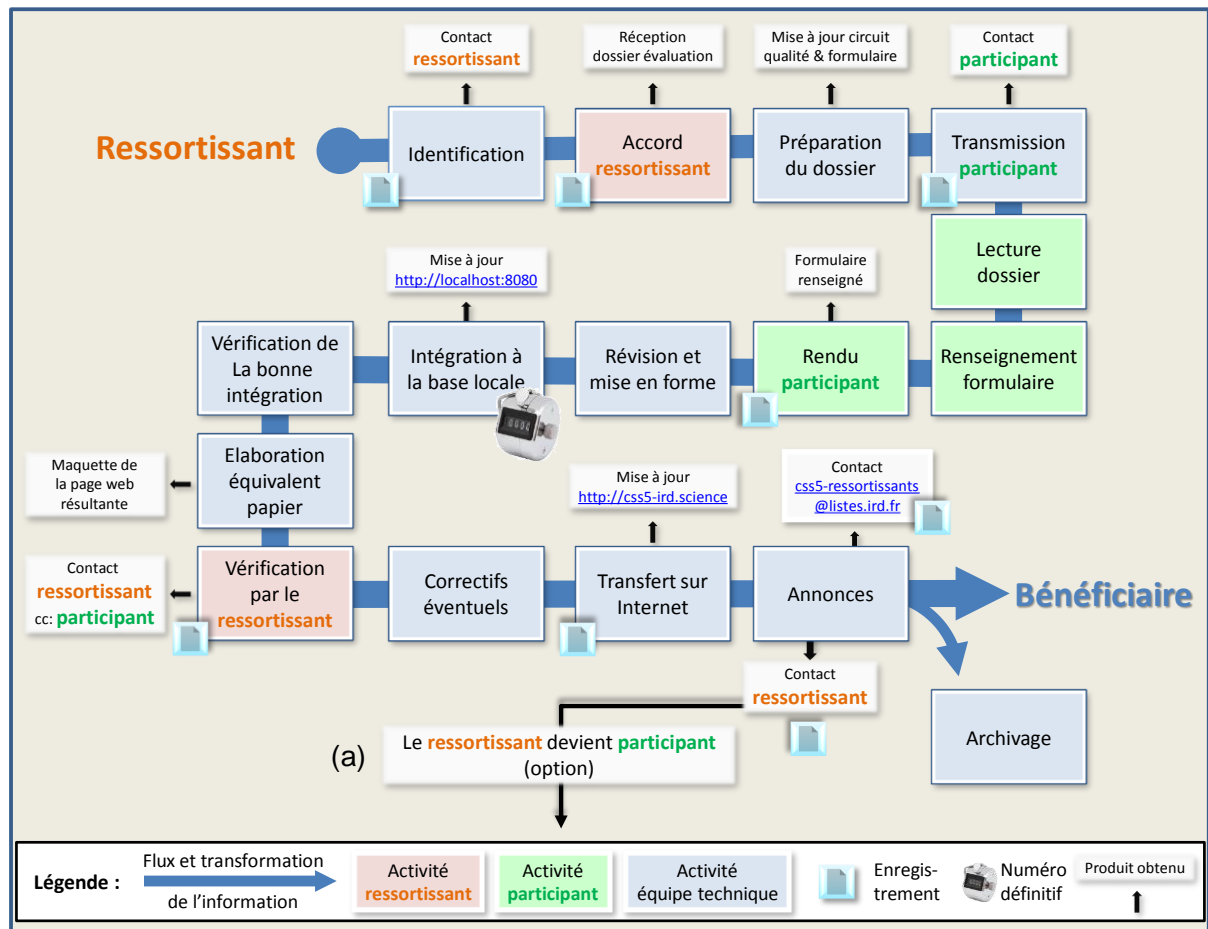 Contact
ressortissant
Réception
dossier évaluation
Mise à jour circuit
qualité & formulaire
Contact
participant
Ressortissant
Identification
Accord
ressortissant
Préparation
du dossier
Transmission
participant
Lecture
dossier
Mise à jour
http://localhost:8080
Formulaire
renseigné
Vérification de
La bonne
intégration
Intégration à
la base locale
Révision et
mise en forme
Rendu
participant
Renseignement
formulaire
Maquette de
la page web
résultante
Elaboration
équivalent
papier
Mise à jour
http://css5-ird.science
Contact
css5-ressortissants
@listes.ird.fr
Contact
ressortissant
cc: participant
Vérification
par le
ressortissant
Correctifs
éventuels
Transfert sur
Internet
Annonces
Bénéficiaire
Contact
ressortissant
(a)
Le ressortissant devient participant
(option)
Archivage
Légende :
Flux et transformation
de l’information
Activité
ressortissant
Activité
participant
Activité
équipe technique
Enregis-
trement
Numéro
définitif
Produit obtenu